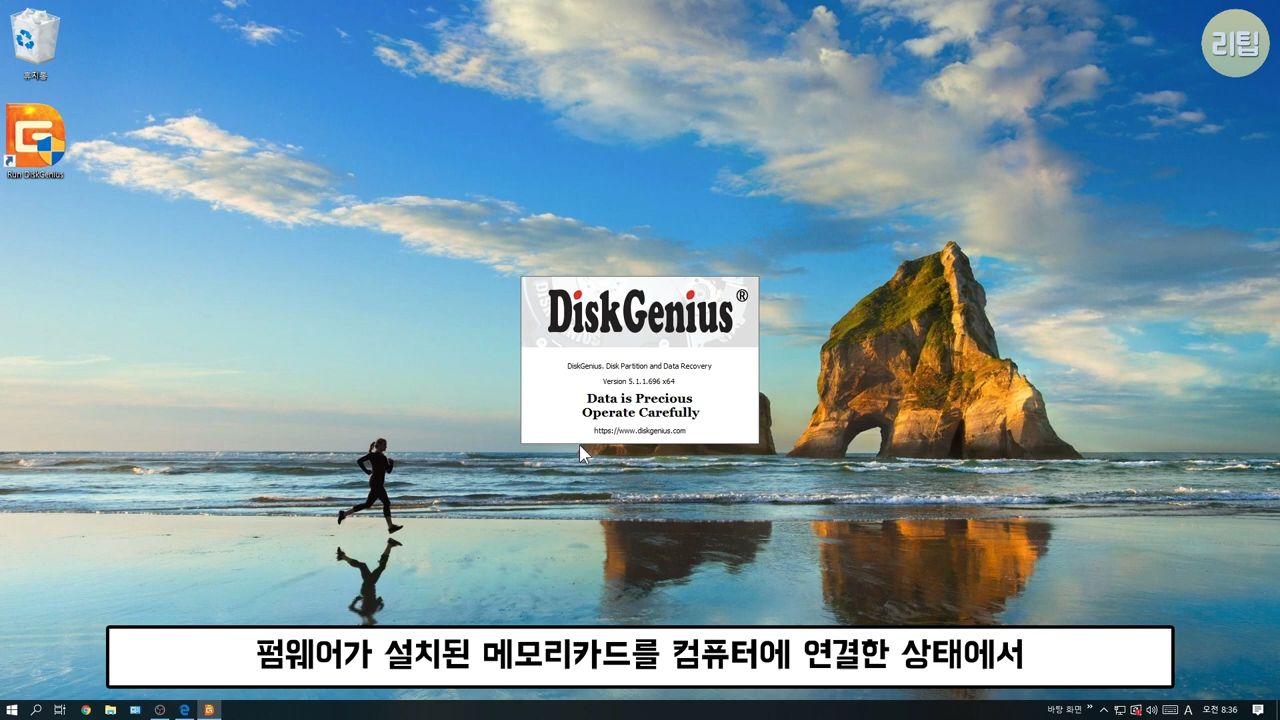 리팁
휴지통
Run DiskGenius
DiskGenius®
DiskGenius. Disk Partition and Data Recovery
Version 5.1.1.696 x64
Data is Precious
Operate Carefully
https://www.diskgenius.com
펌웨어가 설치된 메모리카드를 컴퓨터에 연결한 상태에서
바탕 화면 A 오전 8:36